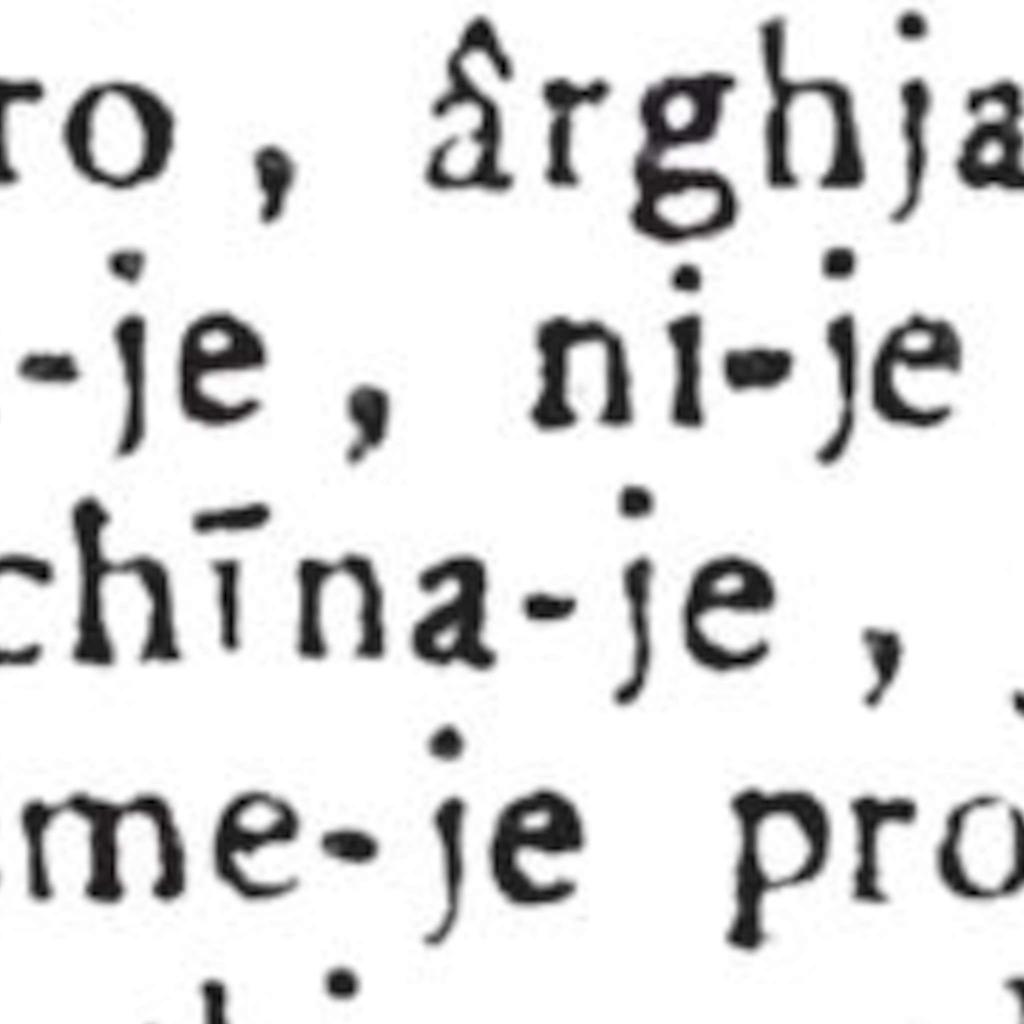 ro , ârghja
-je , ni-je
chīna-je ,
me-je pro